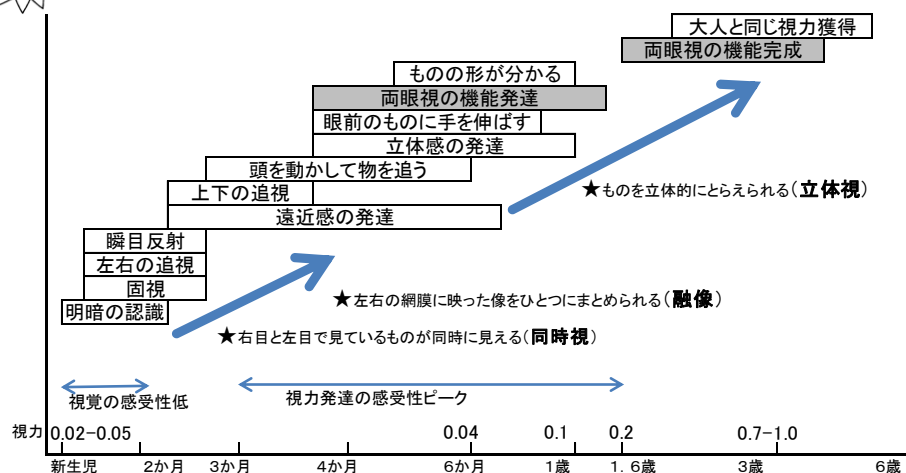 大人と同じ視力獲得
両眼視の機能完成
ものの形が分かる
両眼視の機能発達
眼前のものに手を伸ばす
立体感の発達
頭を動かして物を追う
上下の追視
★ものを立体的にとらえられる(立体視)
遠近感の発達
瞬目反射
左右の追視
固視
★左右の網膜に映った像をひとつにまとめられる(融像)
明暗の認識
★右目と左目で見ているものが同時に見える(同時視)
視覚の感受性低
視力発達の感受性ピーク
視力 0.02-0.05 0.04 0.1 0.2 0.7-1.0
新生児 2か月 3か月 4か月 6か月 1歳 1.6歳 3歳 6歳